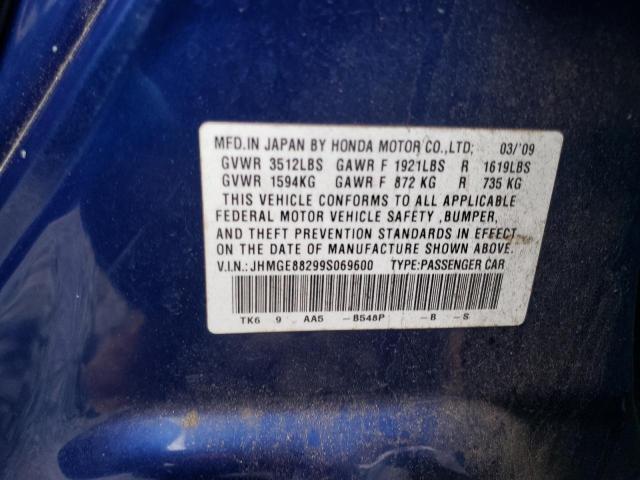 MFD.IN JAPAN BY HONDA MOTOR CO.,LTD; 03/'09
GVWR 3512LBS GAWR F 1921LBS R 1619LBS
GVWR 1594KG GAWR F 872 KG R 735 KG
THIS VEHICLE CONFORMS TO ALL APPLICABLE
FEDERAL MOTOR VEHICLE SAFETY ,BUMPER,
AND THEFT PREVENTION STANDARDS IN EFFECT
ON THE DATE OF MANUFACTURE SHOWN ABOVE.
V.I.N.:JHMGE88299S069600 TYPE:PASSENGER CAR
TK6 9 AA5 -B548P -B -S